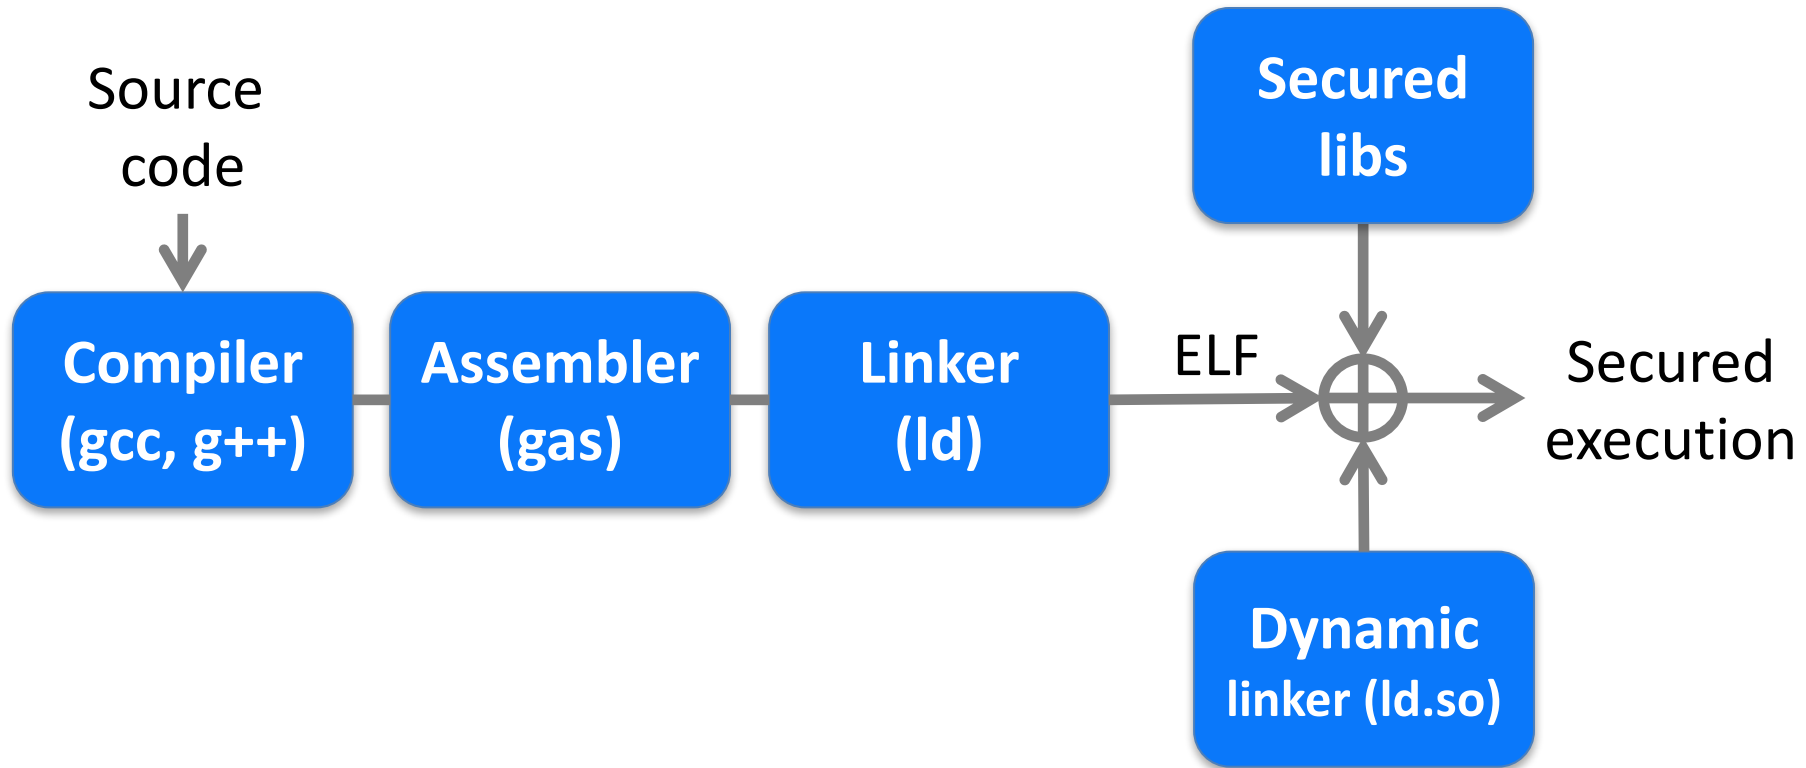 Source
code
Compiler
(gcc, g++)
Assembler
(gas)
Linker
(ld)
ELF
Secured
libs
Dynamic
linker (ld.so)
Secured
execution